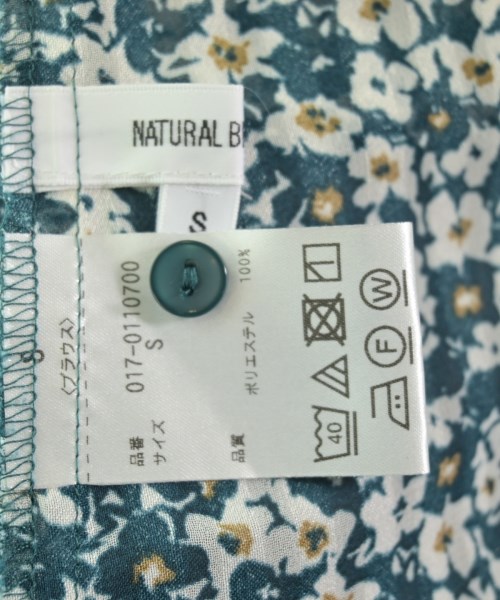 NATURAL B
S
〈ブラウス〉
品番 017-0110700
サイズ S
品質 ポリエステル 100%
40
F
W